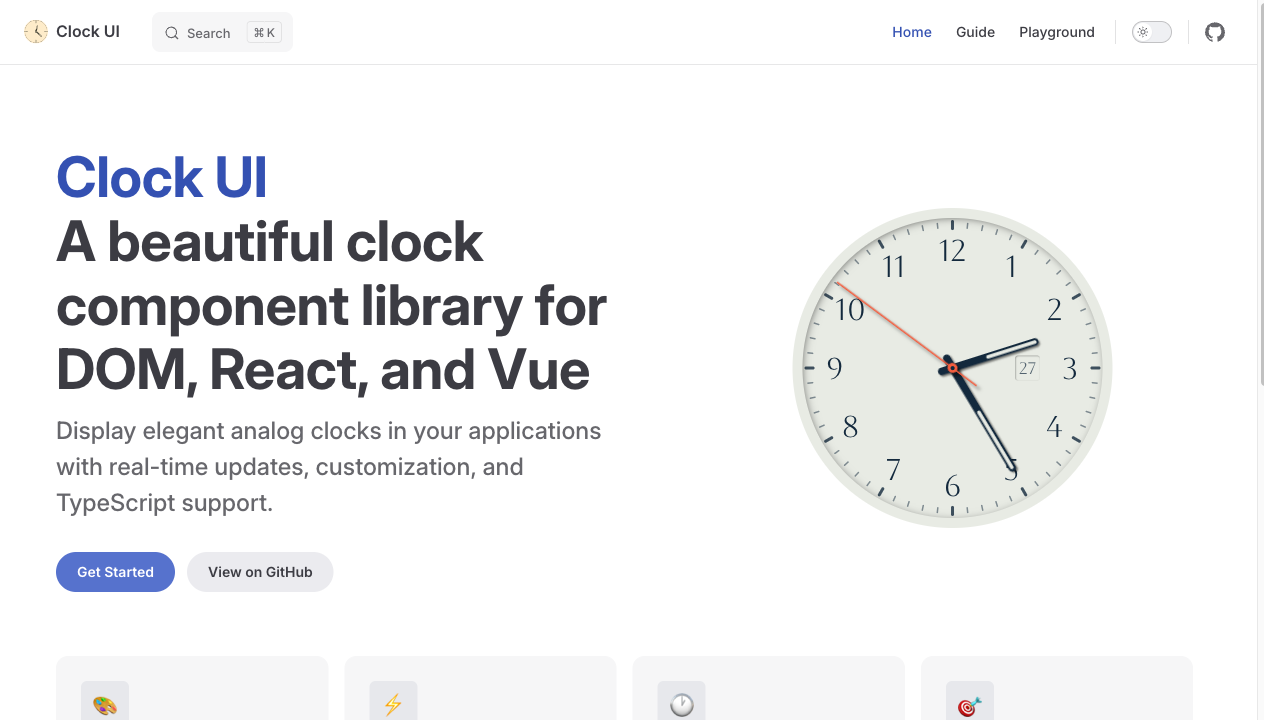 Clock UI
Search
⌘ K
Home
Guide
Playground
Clock UI
A beautiful clock
component library for
DOM, React, and Vue
Display elegant analog clocks in your applications
with real-time updates, customization, and
TypeScript support.
Get Started
View on GitHub
12
1
2
3
4
5
6
7
8
9
10
11
27